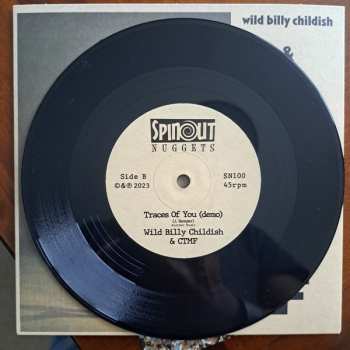 wild billy childish
&
SPINOUT
NUGGETS
Side B
SN100
©&℗ 2023
45rpm
Traces Of You (demo)
Wild Billy Childish
& CTMF